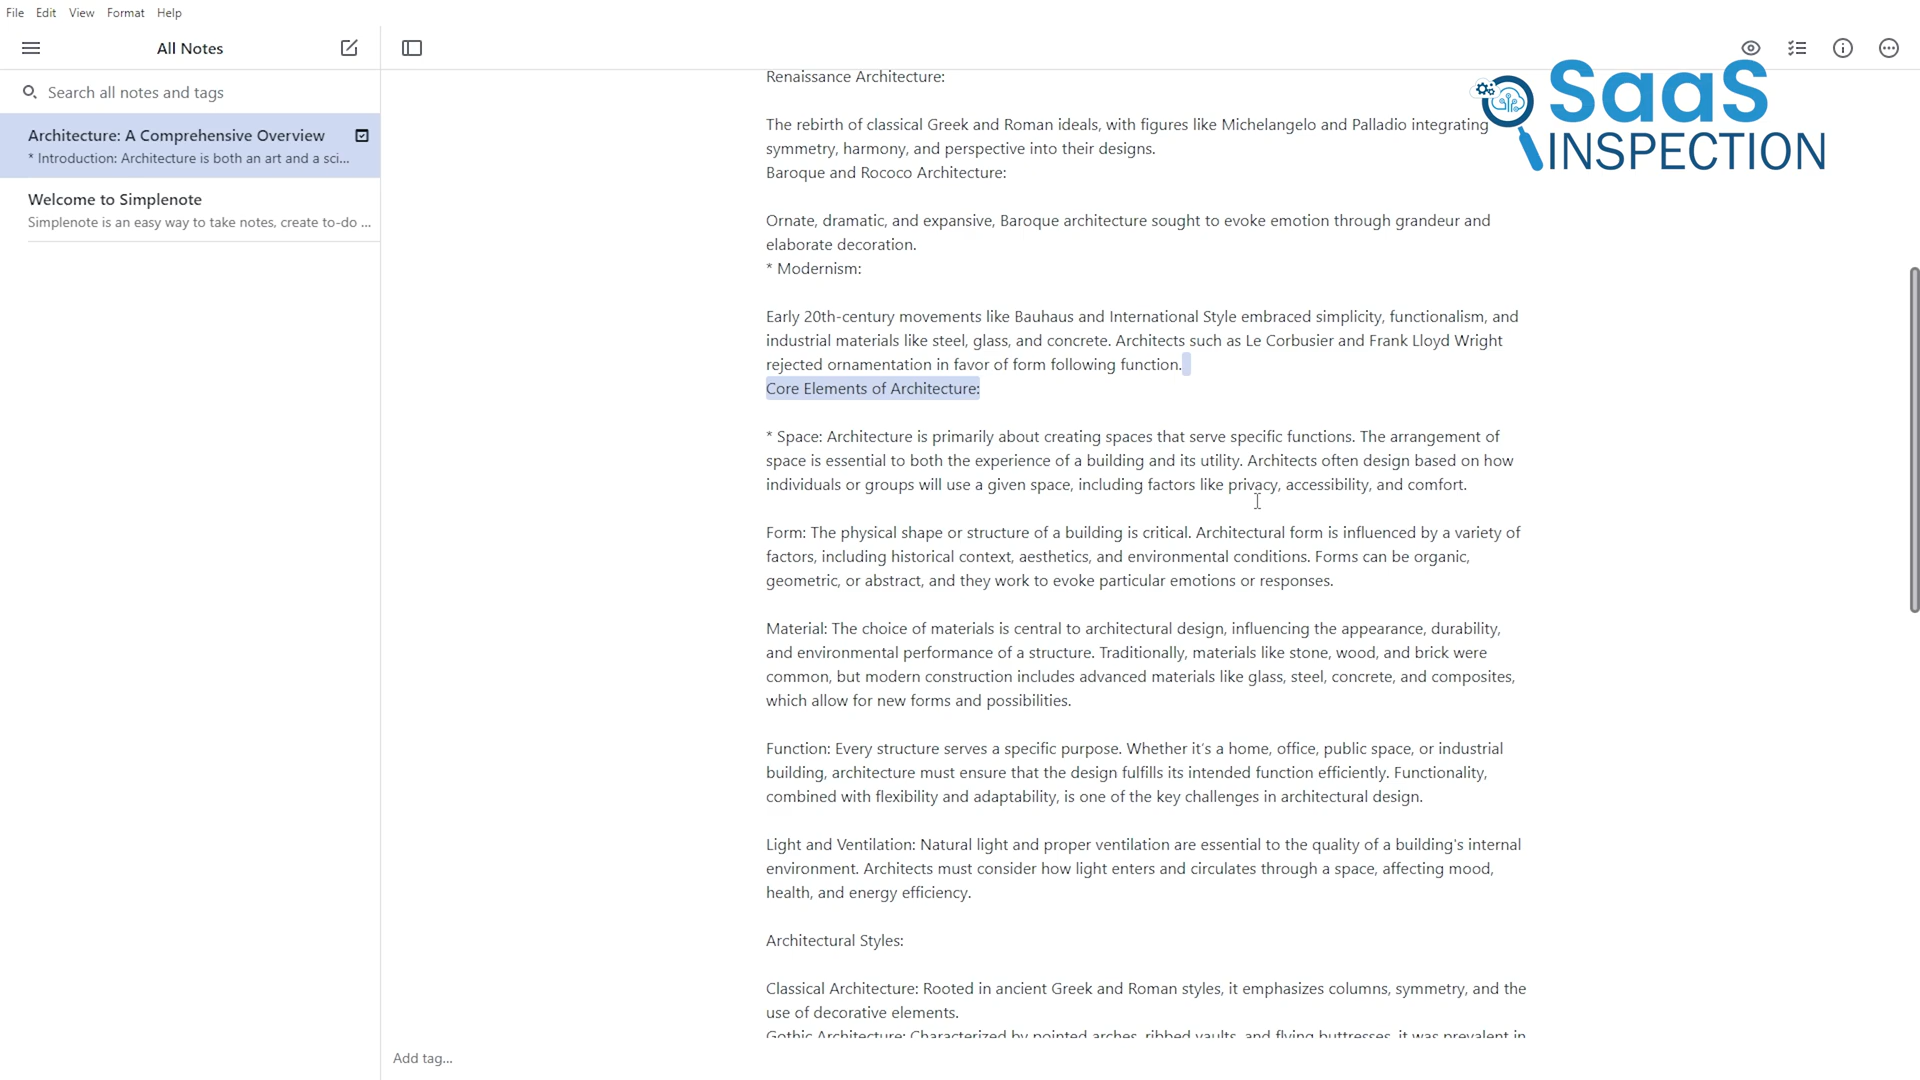 File Edit View Format Help
All Notes
Search all notes and tags
Architecture: A Comprehensive Overview
* Introduction: Architecture is both an art and a sci...
Welcome to Simplenote
Simplenote is an easy way to take notes, create to-do ...
SaaS
INSPECTION
Renaissance Architecture:
The rebirth of classical Greek and Roman ideals, with figures like Michelangelo and Palladio integrating
symmetry, harmony, and perspective into their designs.
Baroque and Rococo Architecture:
Ornate, dramatic, and expansive, Baroque architecture sought to evoke emotion through grandeur and
elaborate decoration.
* Modernism:
Early 20th-century movements like Bauhaus and International Style embraced simplicity, functionalism, and
industrial materials like steel, glass, and concrete. Architects such as Le Corbusier and Frank Lloyd Wright
rejected ornamentation in favor of form following function.
Core Elements of Architecture:
* Space: Architecture is primarily about creating spaces that serve specific functions. The arrangement of
space is essential to both the experience of a building and its utility. Architects often design based on how
individuals or groups will use a given space, including factors like privacy, accessibility, and comfort.
Form: The physical shape or structure of a building is critical. Architectural form is influenced by a variety of
factors, including historical context, aesthetics, and environmental conditions. Forms can be organic,
geometric, or abstract, and they work to evoke particular emotions or responses.
Material: The choice of materials is central to architectural design, influencing the appearance, durability,
and environmental performance of a structure. Traditionally, materials like stone, wood, and brick were
common, but modern construction includes advanced materials like glass, steel, concrete, and composites,
which allow for new forms and possibilities.
Function: Every structure serves a specific purpose. Whether it's a home, office, public space, or industrial
building, architecture must ensure that the design fulfills its intended function efficiently. Functionality,
combined with flexibility and adaptability, is one of the key challenges in architectural design.
Light and Ventilation: Natural light and proper ventilation are essential to the quality of a building's internal
environment. Architects must consider how light enters and circulates through a space, affecting mood,
health, and energy efficiency.
Architectural Styles:
Classical Architecture: Rooted in ancient Greek and Roman styles, it emphasizes columns, symmetry, and the
use of decorative elements.
Gothic Architecture: Characterized by pointed arches, ribbed vaults, and flying buttresses, it was prevalent in
Add tag...